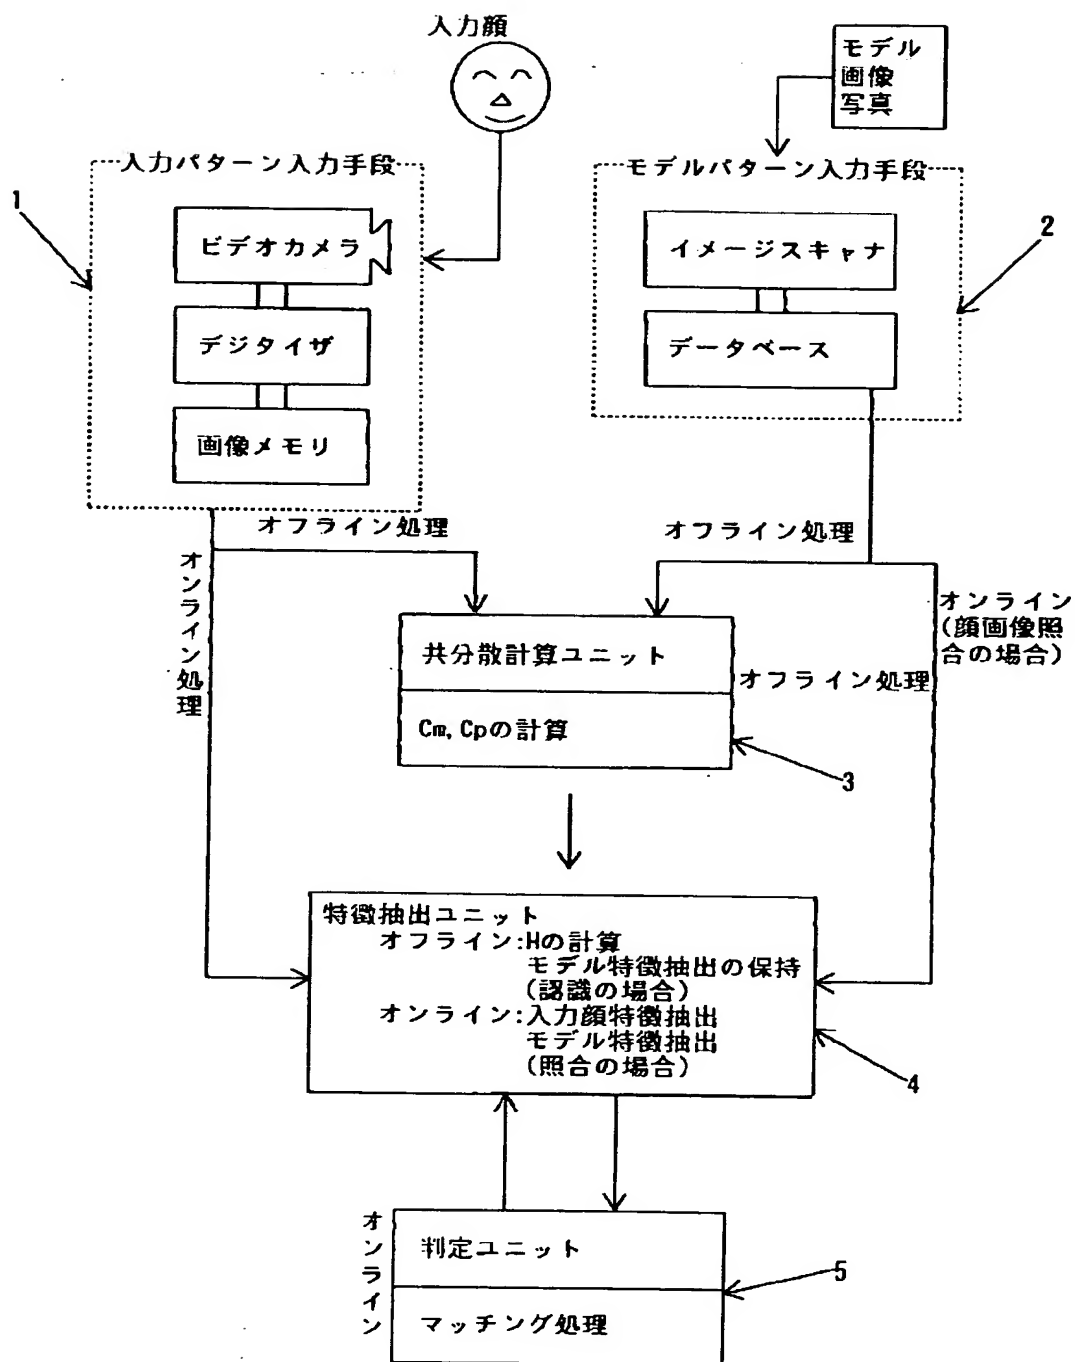 入力顔
モデル
画像
写真
入力パターン入力手段
モデルパターン入力手段
1
ビデオカメラ
デジタイザ
画像メモリ
イメージスキャナ
データベース
2
オフライン処理
オフライン処理
オンライン処理
オンライン
(顔画像照
合の場合)
共分散計算ユニット
オフライン処理
Cm,Cpの計算
3
特徴抽出ユニット
オフライン:Hの計算
モデル特徴抽出の保持
(認識の場合)
オンライン:入力顔特徴抽出
モデル特徴抽出
(照合の場合)
4
オンライン
判定ユニット
マッチング処理
5